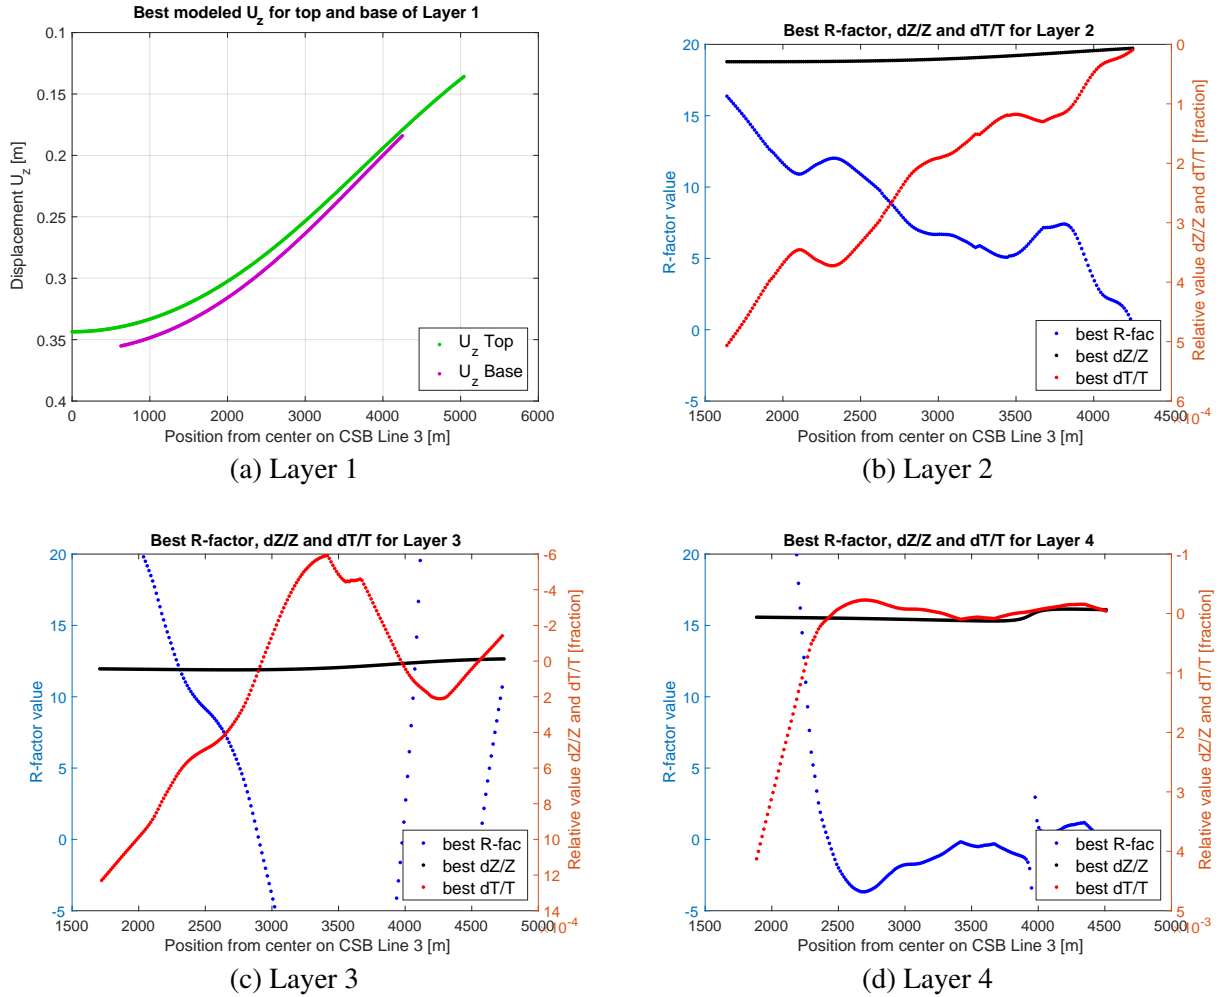 Best modeled U_z for top and base of Layer 1
0.1
0.15
0.2
0.25
0.3
0.35
0.4
Displacement U_z [m]
U_z Top
U_z Base
0 1000 2000 3000 4000 5000 6000
Position from center on CSB Line 3 [m]
(a) Layer 1
Best R-factor, dZ/Z and dT/T for Layer 2
20
15
10
5
0
-5
R-factor value
0
1
2
3
4
5
6
×10^-4
Relative value dZ/Z and dT/T [fraction]
best R-fac
best dZ/Z
best dT/T
1500 2000 2500 3000 3500 4000 4500
Position from center on CSB Line 3 [m]
(b) Layer 2
Best R-factor, dZ/Z and dT/T for Layer 3
20
15
10
5
0
-5
R-factor value
-6
-4
-2
0
2
4
6
8
10
12
14
×10^-4
Relative value dZ/Z and dT/T [fraction]
best R-fac
best dZ/Z
best dT/T
1500 2000 2500 3000 3500 4000 4500 5000
Position from center on CSB Line 3 [m]
(c) Layer 3
Best R-factor, dZ/Z and dT/T for Layer 4
20
15
10
5
0
-5
R-factor value
-1
0
1
2
3
4
5
×10^-3
Relative value dZ/Z and dT/T [fraction]
best R-fac
best dZ/Z
best dT/T
1500 2000 2500 3000 3500 4000 4500 5000
Position from center on CSB Line 3 [m]
(d) Layer 4